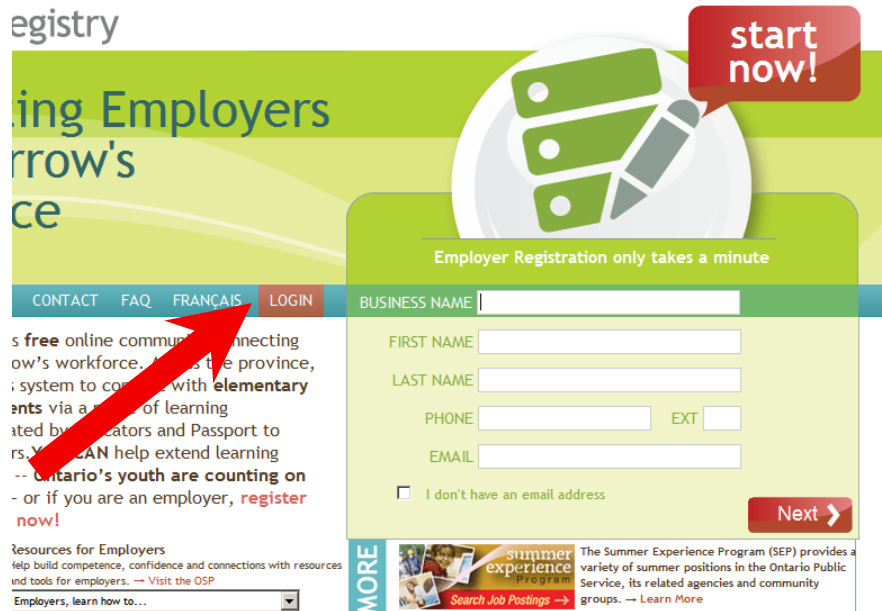 egistry
start
now!
ing Employers
rrow's
ce
Employer Registration only takes a minute
CONTACT FAQ FRANÇAIS LOGIN
BUSINESS NAME
FIRST NAME
LAST NAME
PHONE EXT
EMAIL
I don't have an email address
Next
s free online commun nnecting
ow's workforce. A s the province,
s system to co with elementary
ents via a of learning
ated by cators and Passport to
rs. Y CAN help extend learning
-- Ontario's youth are counting on
- or if you are an employer, register
now!
Resources for Employers
Help build competence, confidence and connections with resources
and tools for employers. → Visit the OSP
Employers, learn how to...
MORE
summer
experience
Program
Search Job Postings →
The Summer Experience Program (SEP) provides a
variety of summer positions in the Ontario Public
Service, its related agencies and community
groups. → Learn More